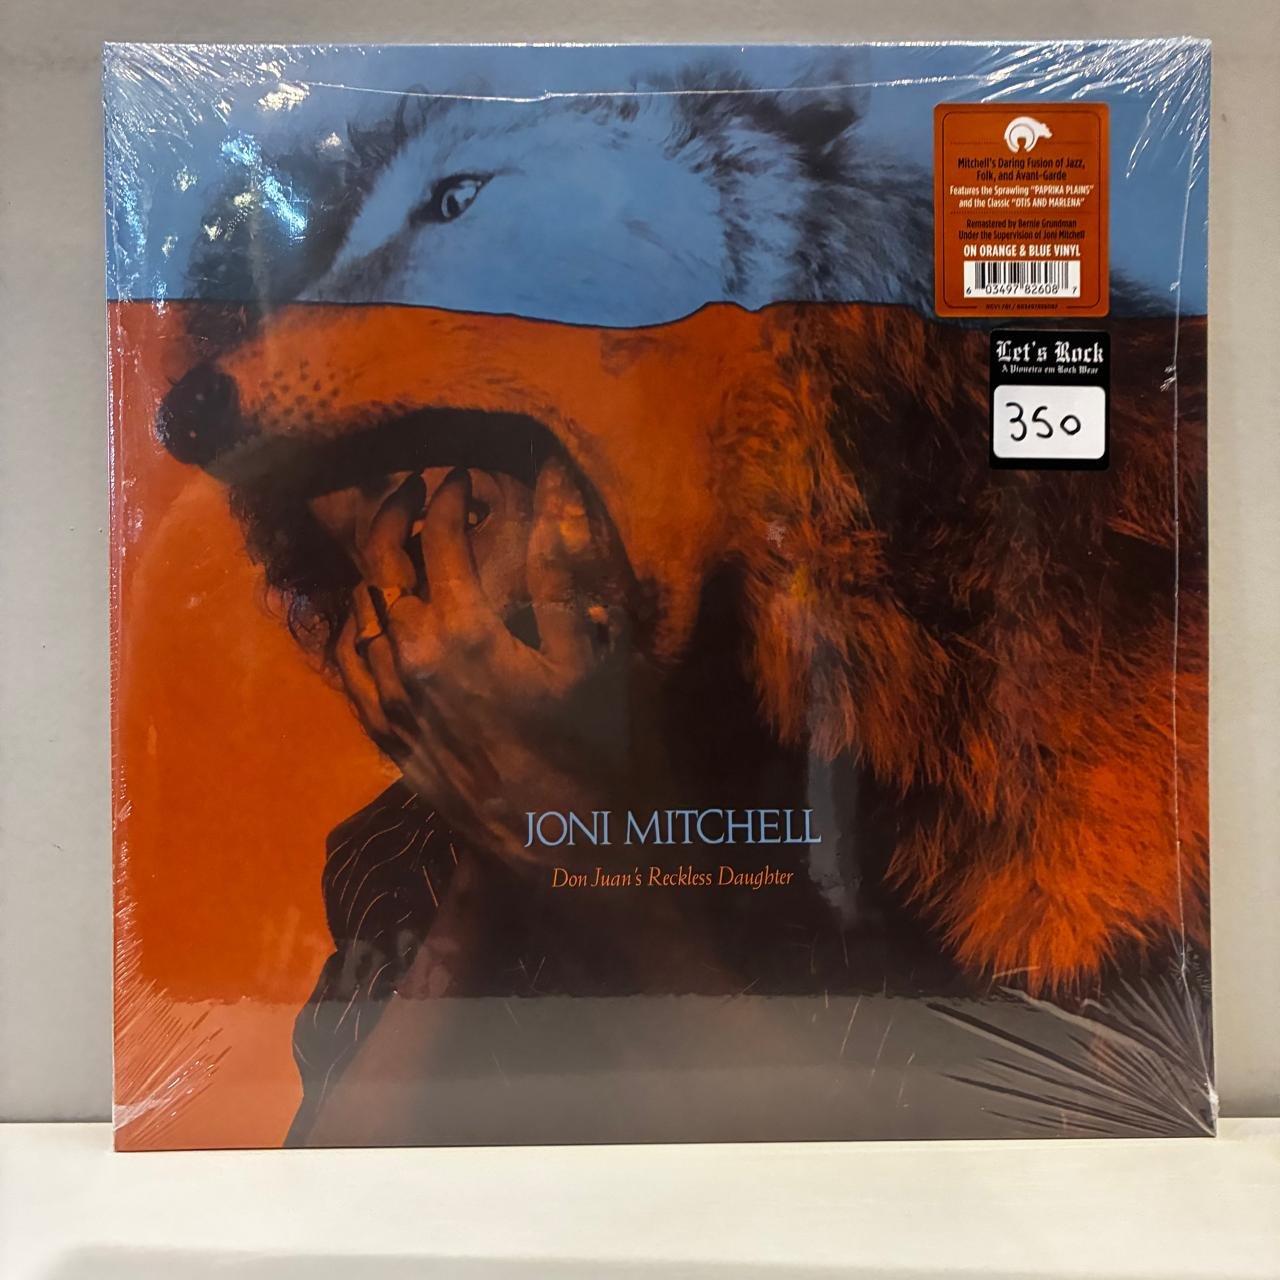 Mitchell's Daring Fusion of Jazz,
Folk, and Avant-Garde
Features the Sprawling "PAPRIKA PLAINS"
and the Classic "OTIS AND MARLENA"
Remastered by Bernie Grundman
Under the Supervision of Joni Mitchell
ON ORANGE & BLUE VINYL
6 03497 82608 7
Let's Rock
A Pioneira em Rock Wear
350
JONI MITCHELL
Don Juan's Reckless Daughter